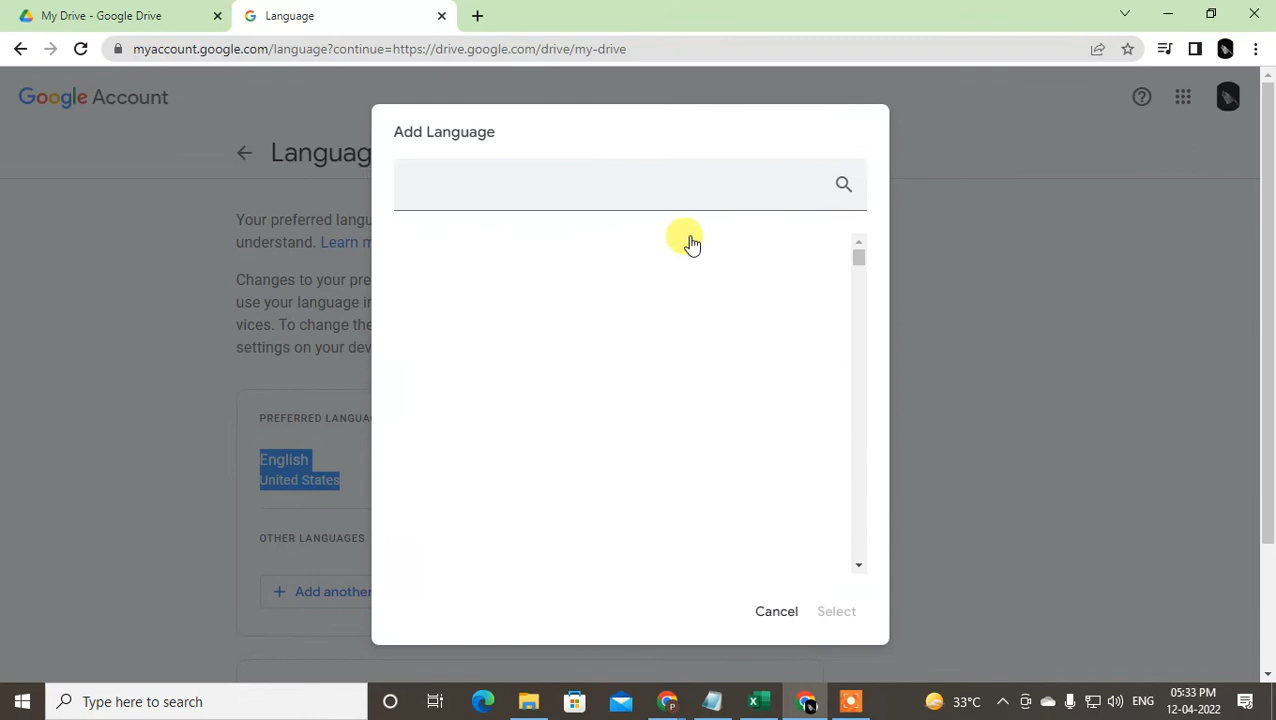 My Drive - Google Drive
Language
myaccount.google.com/language?continue=https://drive.google.com/drive/my-drive
Google Account
Add Language
Languag
Your preferred langu
understand. Learn m
Changes to your pre
use your language in
vices. To change the
settings on your dev
PREFERRED LANGUAG
English
United States
OTHER LANGUAGES
Add another
Cancel
Select
Type here to search
33°C
ENG
05:33 PM
12-04-2022